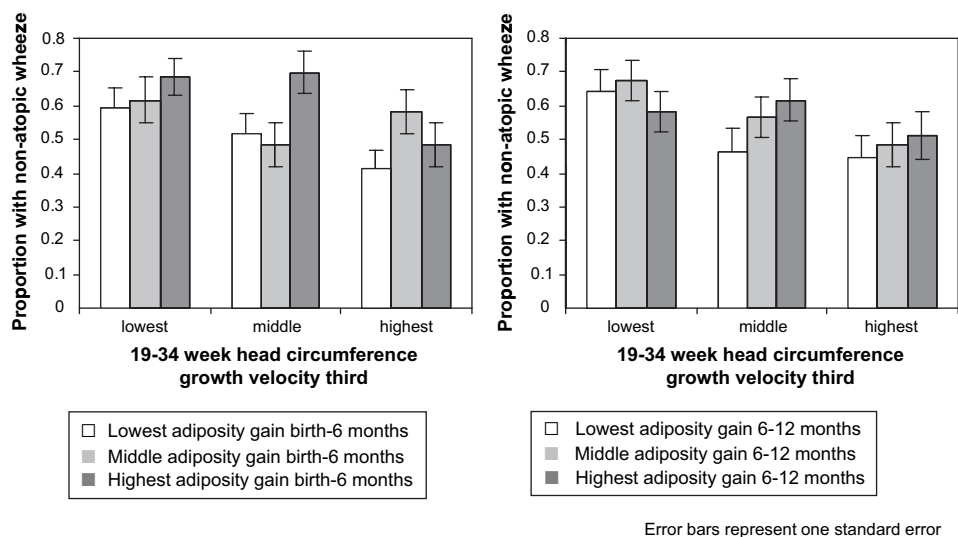 Proportion with non-atopic wheeze
0.8
0.7
0.6
0.5
0.4
0.3
0.2
0.1
0
lowest middle highest
19-34 week head circumference
growth velocity third
Lowest adiposity gain birth-6 months
Middle adiposity gain birth-6 months
Highest adiposity gain birth-6 months
Proportion with non-atopic wheeze
0.8
0.7
0.6
0.5
0.4
0.3
0.2
0.1
0
lowest middle highest
19-34 week head circumference
growth velocity third
Lowest adiposity gain 6-12 months
Middle adiposity gain 6-12 months
Highest adiposity gain 6-12 months
Error bars represent one standard error